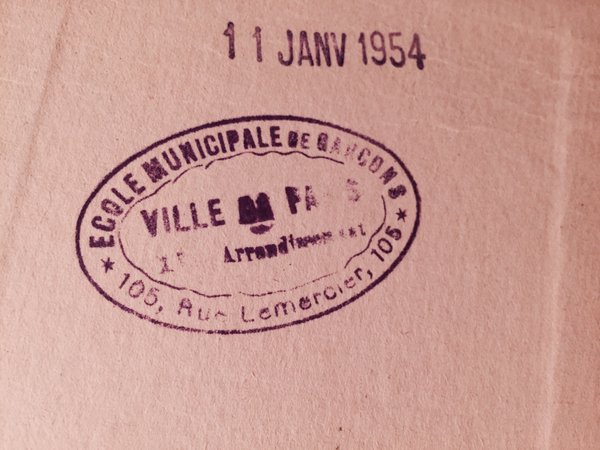 11 JANV 1954
ECOLE MUNICIPALE DE GARCONS
VILLE DE PARIS
Arrondissement
105, Rue Lemercier, 105